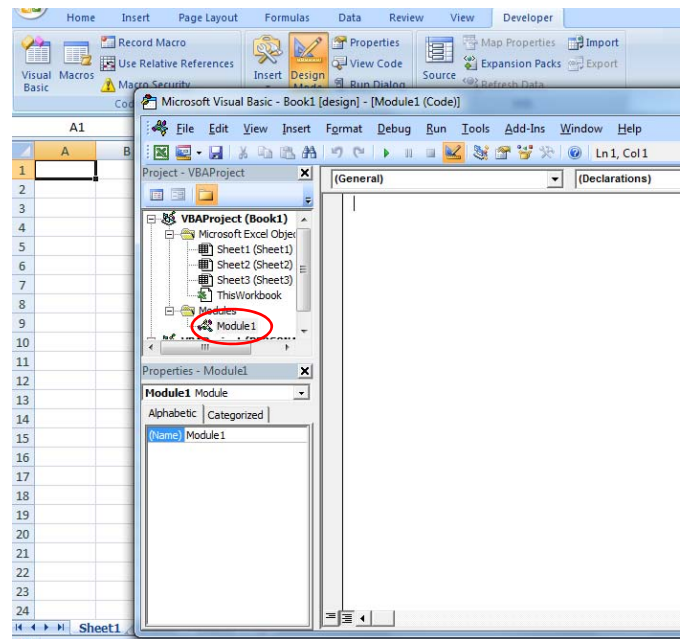 Home Insert Page Layout Formulas Data Review View Developer
Record Macro Properties Map Properties Import
Use Relative References View Code Expansion Packs Export
Visual Basic Macros Macro Security Insert Design Mode Run Dialog Source Refresh Data
Microsoft Visual Basic - Book1 [design] - [Module1 (Code)]
A1
File Edit View Insert Format Debug Run Tools Add-Ins Window Help
Ln 1, Col 1
A B
Project - VBAProject
(General) (Declarations)
VBAProject (Book1)
Microsoft Excel Objec
Sheet1 (Sheet1)
Sheet2 (Sheet2)
Sheet3 (Sheet3)
ThisWorkbook
Modules
Module1
Properties - Module1
Module1 Module
Alphabetic Categorized
(Name) Module1
1
2
3
4
5
6
7
8
9
10
11
12
13
14
15
16
17
18
19
20
21
22
23
24
Sheet1